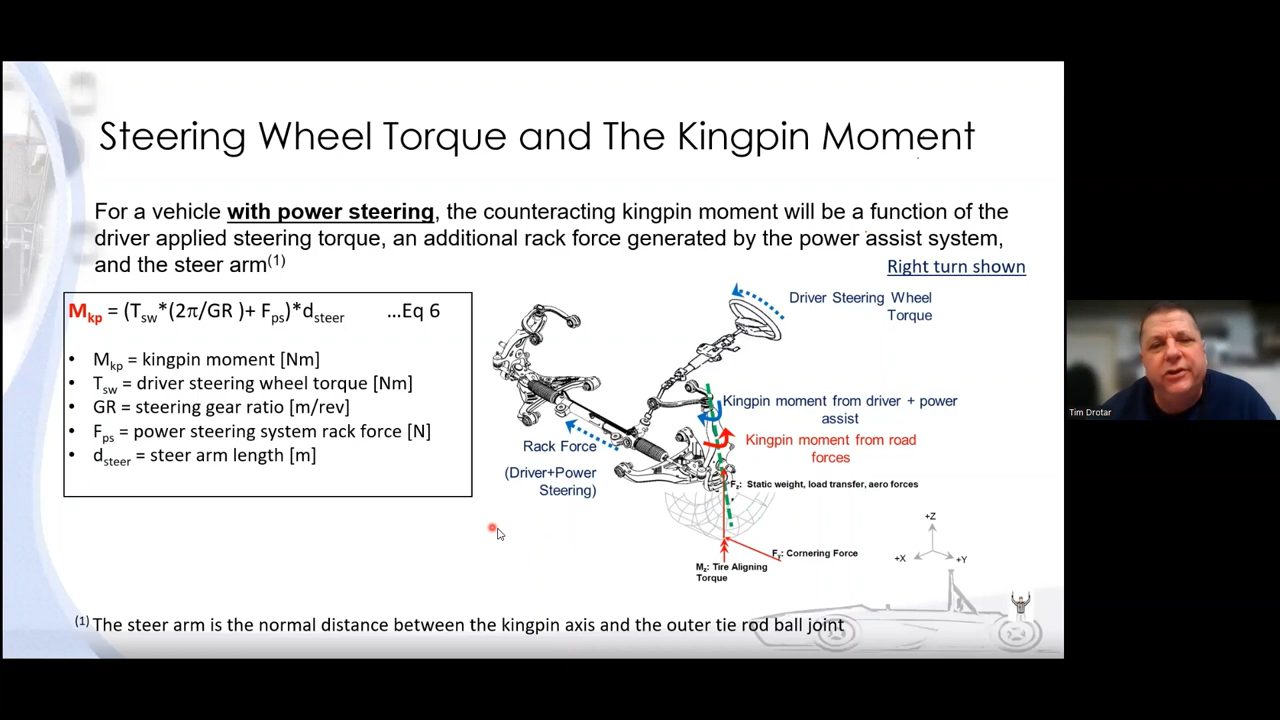 Steering Wheel Torque and The Kingpin Moment
For a vehicle with power steering, the counteracting kingpin moment will be a function of the
driver applied steering torque, an additional rack force generated by the power assist system,
and the steer arm(1)
Right turn shown
Mkp = (Tsw*(2π/GR )+ Fps)*dsteer ...Eq 6
• Mkp = kingpin moment [Nm]
• Tsw = driver steering wheel torque [Nm]
• GR = steering gear ratio [m/rev]
• Fps = power steering system rack force [N]
• dsteer = steer arm length [m]
Driver Steering Wheel
Torque
Kingpin moment from driver + power
assist
Kingpin moment from road
forces
Rack Force
(Driver+Power
Steering)
Fz: Static weight, load transfer, aero forces
Fy: Cornering Force
Mz: Tire Aligning
Torque
+Z
+X
+Y
(1) The steer arm is the normal distance between the kingpin axis and the outer tie rod ball joint
Tim Drotar